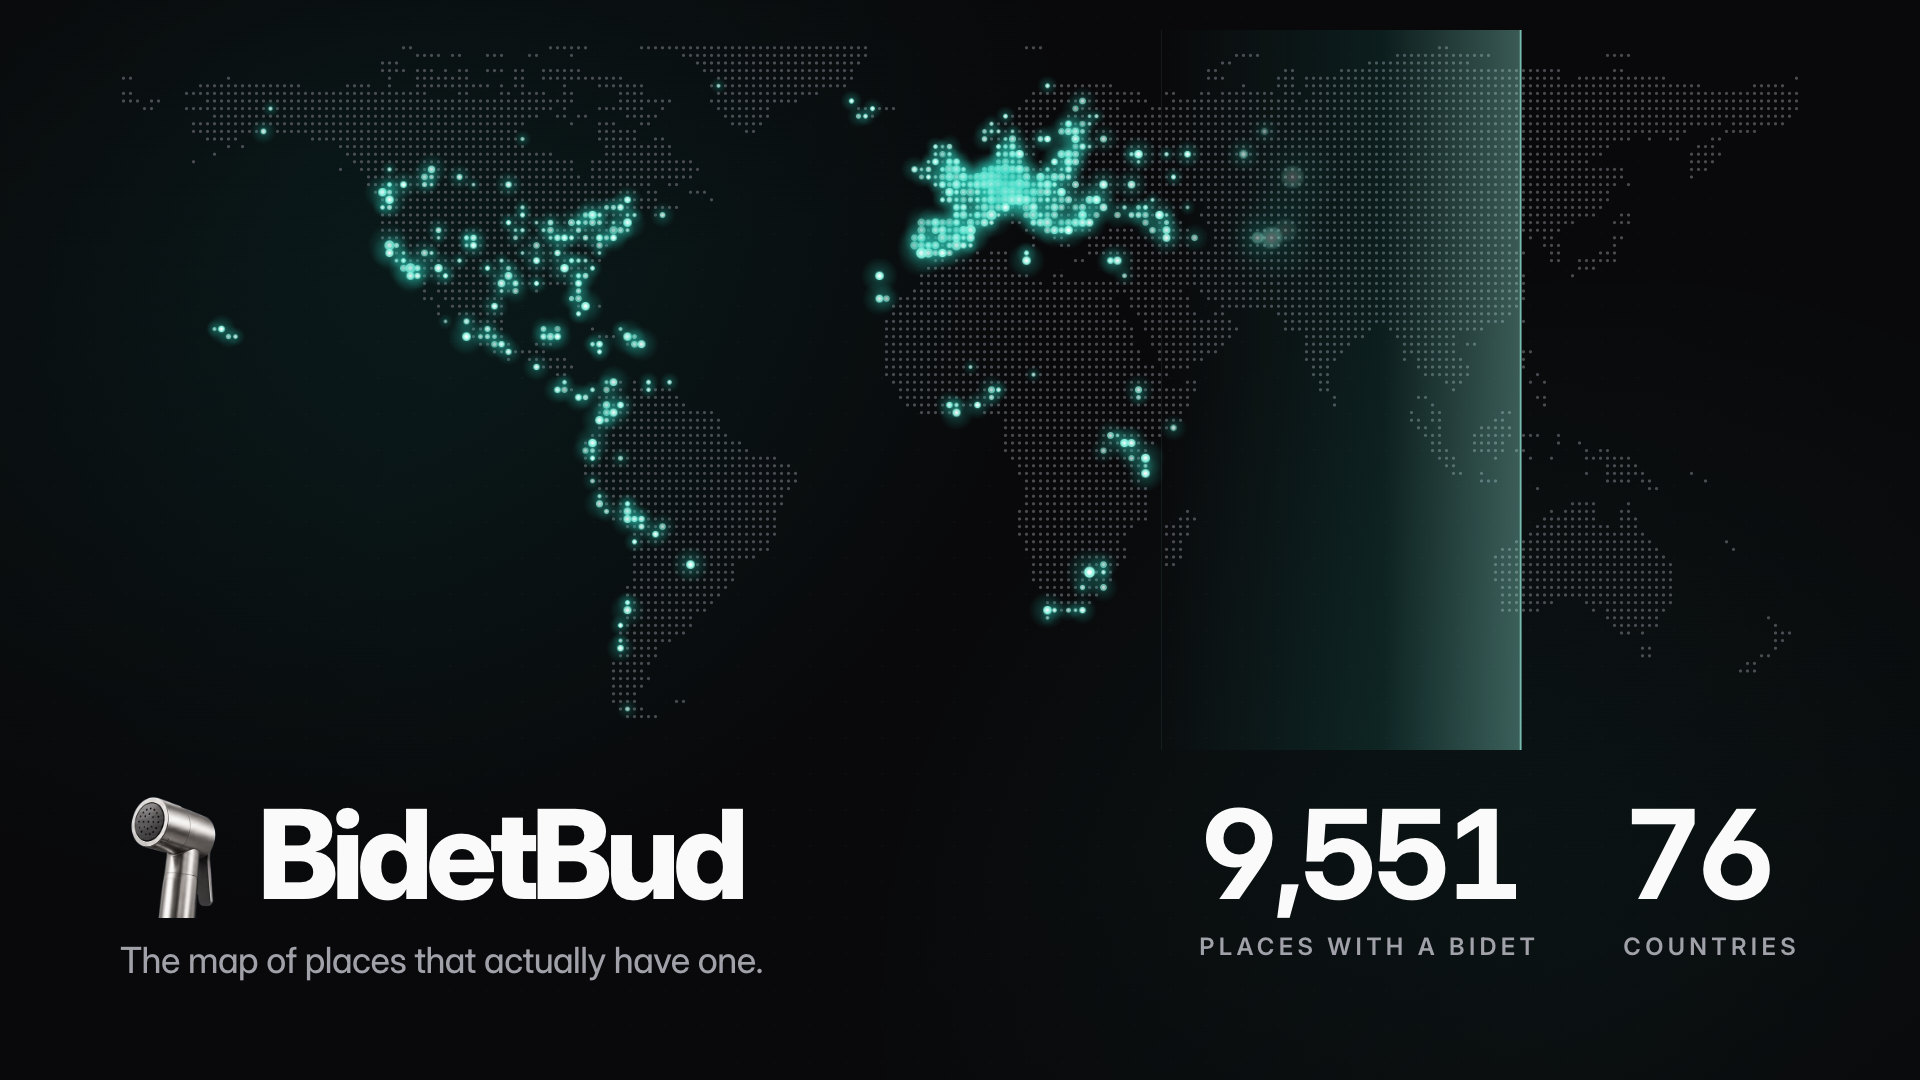 BidetBud
The map of places that actually have one.
9,551
PLACES WITH A BIDET
76
COUNTRIES